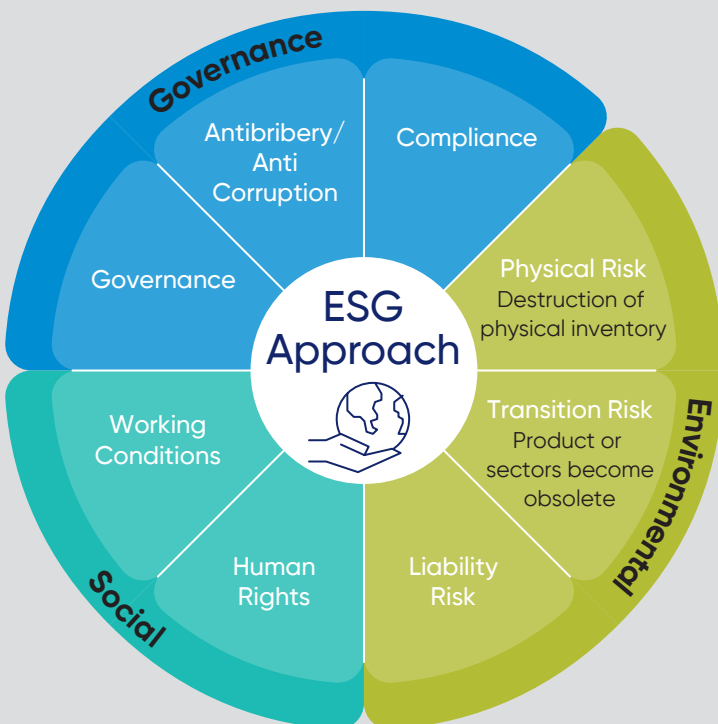 Governance
Antibribery/
Anti
Corruption
Compliance
Governance
Physical Risk
Destruction of
physical inventory
ESG
Approach
Transition Risk
Product or
sectors become
obsolete
Environmental
Working
Conditions
Human
Rights
Liability
Risk
Social